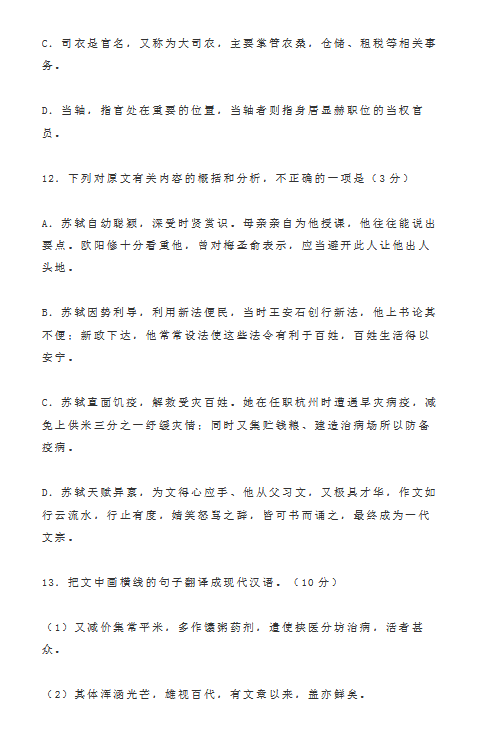 C．司农是官名，又称为大司农，主要掌管农桑，仓储、租税等相关事
务。
D．当轴，指官处在重要的位置，当轴者则指身居显赫职位的当权官
员。
12．下列对原文有关内容的概括和分析，不正确的一项是（3 分）
A．苏轼自幼聪颖，深受时贤赏识。母亲亲自为他授课，他往往能说出
要点。欧阳修十分看重他，曾对梅圣俞表示，应当避开此人让他出人
头地。
B．苏轼因势利导，利用新法便民，当时王安石创行新法，他上书论其
不便；新政下达，他常常设法使这些法令有利于百姓，百姓生活得以
安宁。
C．苏轼直面饥疫，解救受灾百姓。她在任职杭州时遭遇旱灾病疫，减
免上供米三分之一纾缓灾情；同时又集贮钱粮、建造治病场所以防备
疫病。
D．苏轼天赋异禀，为文得心应手、他从父习文，又极具才华，作文如
行云流水，行止有度，嬉笑怒骂之辞，皆可书而诵之，最终成为一代
文宗。
13．把文中画横线的句子翻译成现代汉语。（10 分）
（1）又减价粜常平米，多作饘粥药剂，遣使挟医分坊治病，活者甚
众。
（2）其体浑涵光芒，雄视百代，有文章以来，盖亦鲜矣。